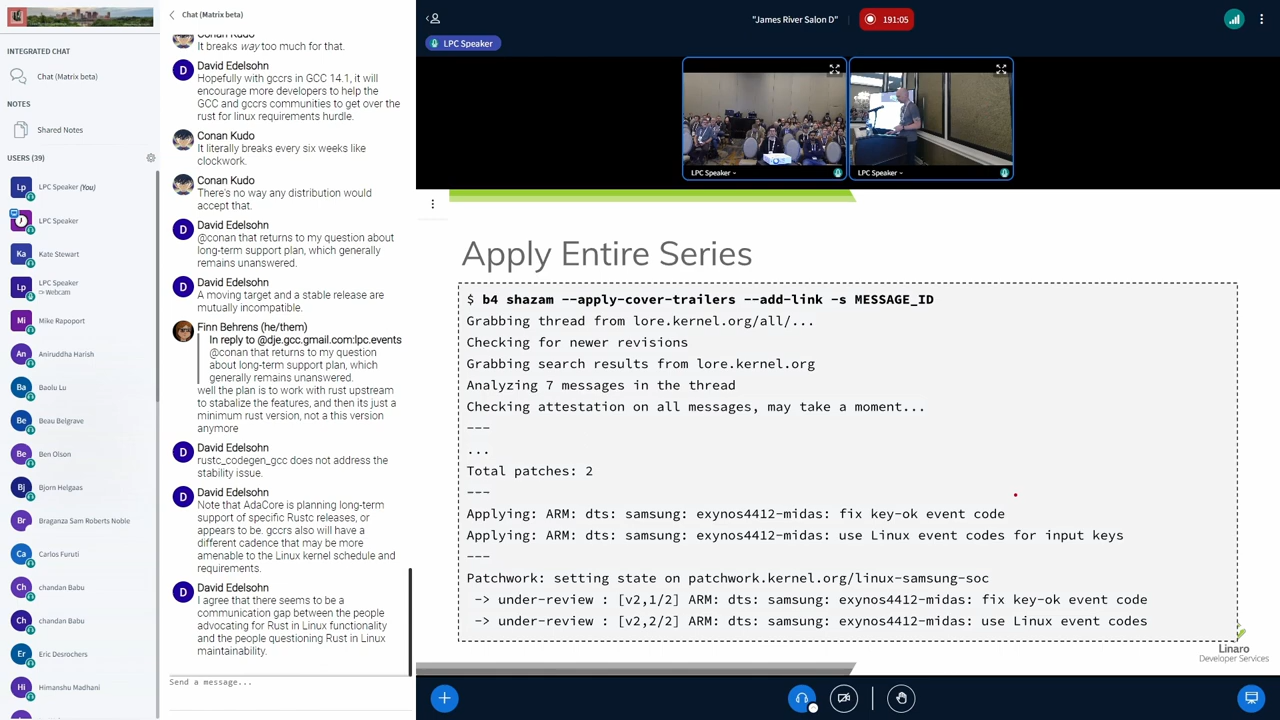 Chat (Matrix beta)
INTEGRATED CHAT
Chat (Matrix beta)
NOTES
Shared Notes
USERS (39)
Lp
LPC Speaker (You)
LPC Speaker
Ka
Kate Stewart
Lp
LPC Speaker
Webcam
Mi
Mike Rapoport
An
Aniruddha Harish
Ba
Baolu Lu
Be
Beau Belgrave
Be
Ben Olson
Bj
Bjorn Helgaas
Br
Braganza Sam Roberts Noble
Ca
Carlos Furuti
Ch
chandan Babu
Ch
chandan Babu
Er
Eric Desrochers
Hi
Himanshu Madhani
Conan Kudo
It breaks way too much for that.
D
David Edelsohn
Hopefully with gccrs in GCC 14.1, it will
encourage more developers to help the
GCC and gccrs communities to get over the
rust for linux requirements hurdle.
Conan Kudo
It literally breaks every six weeks like
clockwork.
Conan Kudo
There's no way any distribution would
accept that.
D
David Edelsohn
@conan that returns to my question about
long-term support plan, which generally
remains unanswered.
D
David Edelsohn
A moving target and a stable release are
mutually incompatible.
Finn Behrens (he/them)
In reply to @dje.gcc.gmail.com:lpc.events
@conan that returns to my question
about long-term support plan, which
generally remains unanswered.
well the plan is to work with rust upstream
to stabalize the features, and then its just a
minimum rust version, not a this version
anymore
D
David Edelsohn
rustc_codegen_gcc does not address the
stability issue.
D
David Edelsohn
Note that AdaCore is planning long-term
support of specific Rustc releases, or
appears to be. gccrs also will have a
different cadence that may be more
amenable to the Linux kernel schedule and
requirements.
D
David Edelsohn
I agree that there seems to be a
communication gap between the people
advocating for Rust in Linux functionality
and the people questioning Rust in Linux
maintainability.
Send a message...
"James River Salon D"
191:05
LPC Speaker
LPC Speaker
LPC Speaker
Apply Entire Series
$ b4 shazam --apply-cover-trailers --add-link -s MESSAGE_ID
Grabbing thread from lore.kernel.org/all/...
Checking for newer revisions
Grabbing search results from lore.kernel.org
Analyzing 7 messages in the thread
Checking attestation on all messages, may take a moment...
---
...
Total patches: 2
---
Applying: ARM: dts: samsung: exynos4412-midas: fix key-ok event code
Applying: ARM: dts: samsung: exynos4412-midas: use Linux event codes for input keys
---
Patchwork: setting state on patchwork.kernel.org/linux-samsung-soc
-> under-review : [v2,1/2] ARM: dts: samsung: exynos4412-midas: fix key-ok event code
-> under-review : [v2,2/2] ARM: dts: samsung: exynos4412-midas: use Linux event codes
Linaro
Developer Services